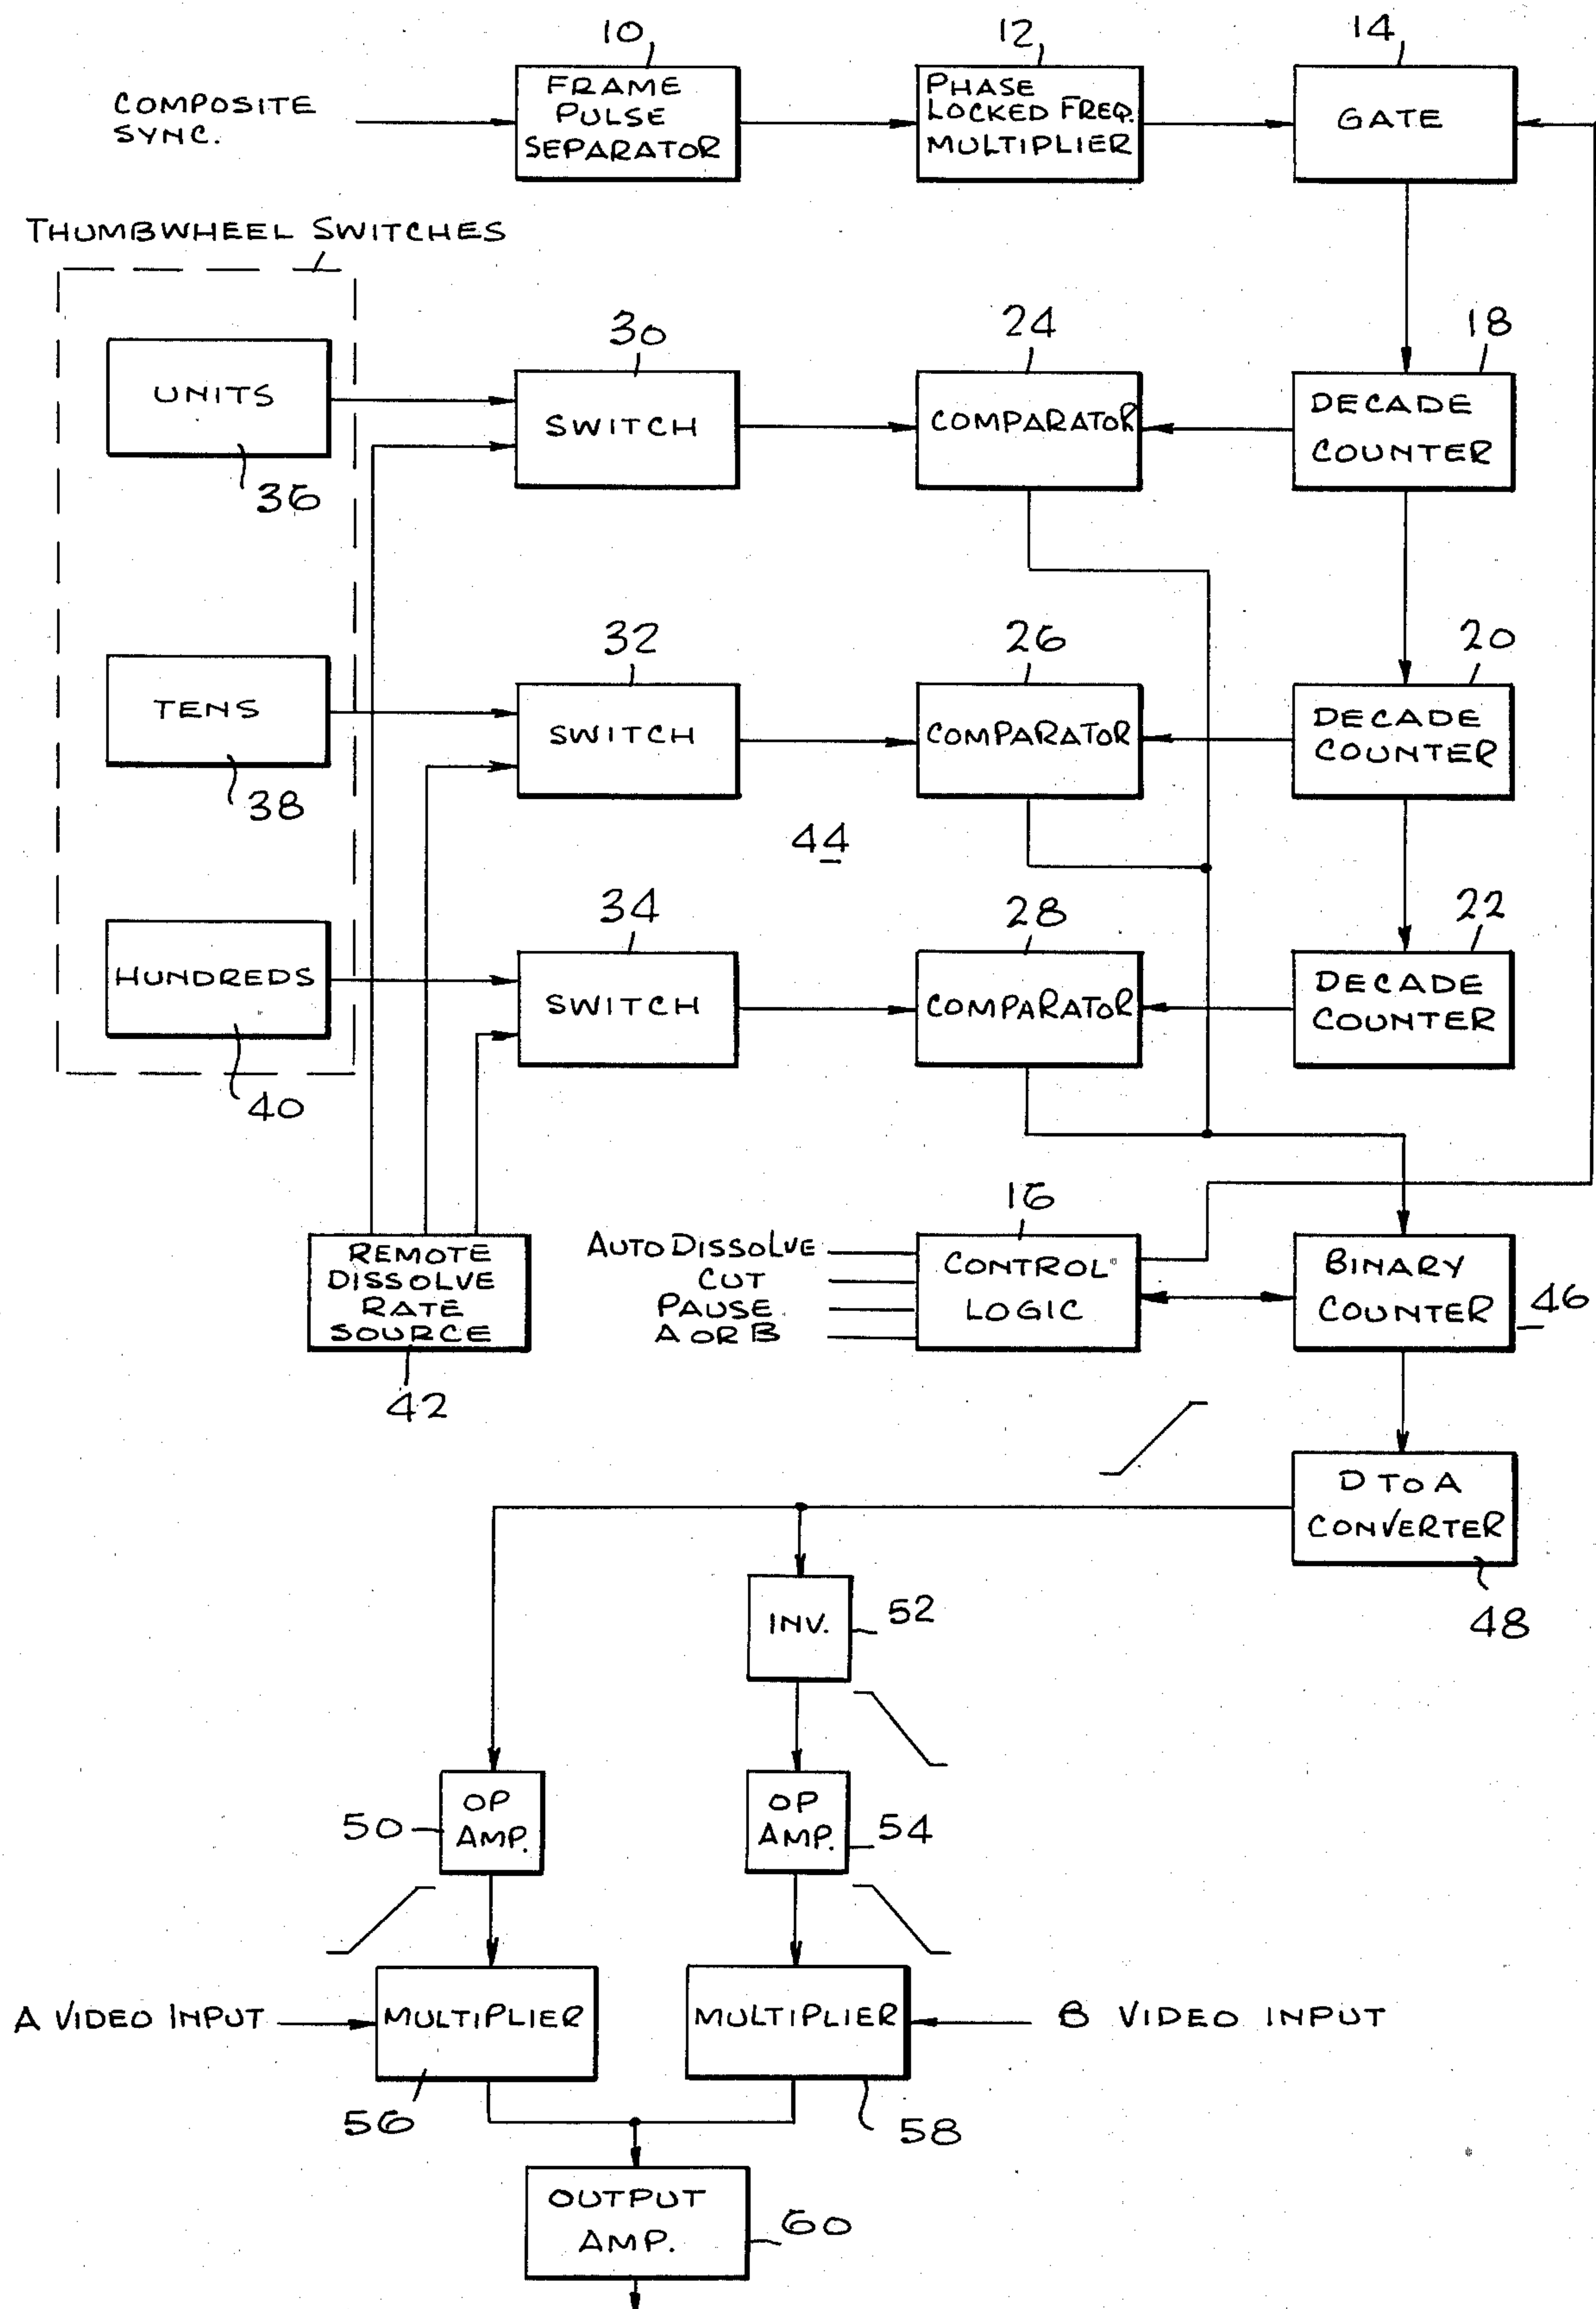 10
12
14
COMPOSITE
SYNC.
FRAME
PULSE
SEPARATOR
PHASE
LOCKED FREQ.
MULTIPLIER
GATE
THUMBWHEEL SWITCHES
30
24
18
UNITS
SWITCH
COMPARATOR
DECADE
COUNTER
36
32
26
20
TENS
SWITCH
COMPARATOR
DECADE
COUNTER
38
44
34
28
22
HUNDREDS
SWITCH
COMPARATOR
DECADE
COUNTER
40
16
REMOTE
DISSOLVE
RATE
SOURCE
AUTO DISSOLVE
CUT
PAUSE
A OR B
CONTROL
LOGIC
BINARY
COUNTER
46
42
D TO A
CONVERTER
48
INV.
52
50
OP
AMP.
OP
AMP.
54
A VIDEO INPUT
MULTIPLIER
MULTIPLIER
B VIDEO INPUT
56
58
OUTPUT
AMP.
60